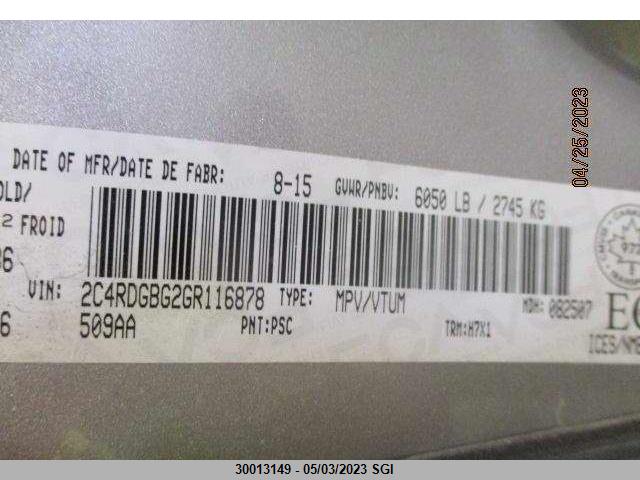 04/25/2023
DATE OF MFR/DATE DE FABR: 8-15 GVWR/PNBV: 6050 LB / 2745 KG
OLD/
2 FROID
VIN: 2C4RDGBG2GR116878 TYPE: MPV/VTUM MDH: 082507
509AA PNT:PSC TRM:H7X1
ICES/NMB
30013149 - 05/03/2023 SGI